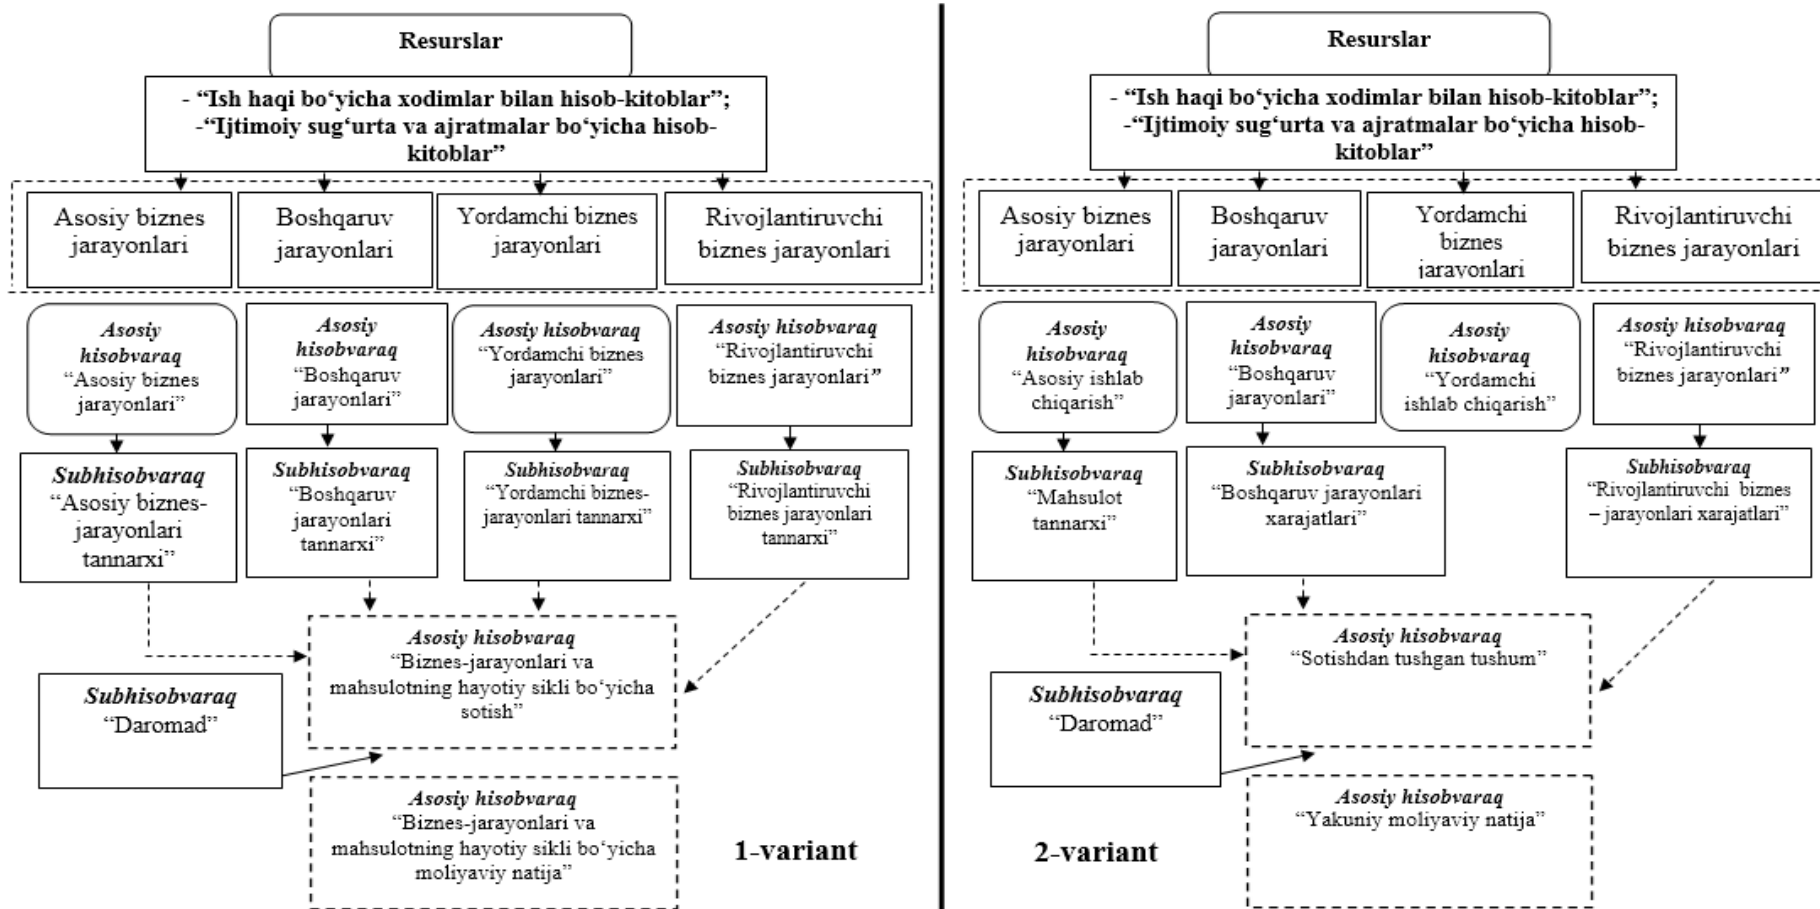 Resurslar
- “Ish haqi bo‘yicha xodimlar bilan hisob-kitoblar”;
-“Ijtimoiy sug‘urta va ajratmalar bo‘yicha hisob-
kitoblar”
Asosiy biznes
jarayonlari
Boshqaruv
jarayonlari
Yordamchi biznes
jarayonlari
Rivojlantiruvchi
biznes jarayonlari
Asosiy
hisobvaraq
“Asosiy biznes
jarayonlari”
Asosiy
hisobvaraq
“Boshqaruv
jarayonlari”
Asosiy hisobvaraq
“Yordamchi biznes
jarayonlari”
Asosiy hisobvaraq
“Rivojlantiruvchi
biznes jarayonlari”
Subhisobvaraq
“Asosiy biznes-
jarayonlari
tannarxi”
Subhisobvaraq
“Boshqaruv
jarayonlari
tannarxi”
Subhisobvaraq
“Yordamchi biznes-
jarayonlari tannarxi”
Subhisobvaraq
“Rivojlantiruvchi
biznes jarayonlari
tannarxi”
Asosiy hisobvaraq
“Biznes-jarayonlari va
mahsulotning hayotiy sikli bo‘yicha
sotish”
Subhisobvaraq
“Daromad”
Asosiy hisobvaraq
“Biznes-jarayonlari va
mahsulotning hayotiy sikli bo‘yicha
moliyaviy natija”
1-variant
Resurslar
- “Ish haqi bo‘yicha xodimlar bilan hisob-kitoblar”;
-“Ijtimoiy sug‘urta va ajratmalar bo‘yicha hisob-
kitoblar”
Asosiy biznes
jarayonlari
Boshqaruv
jarayonlari
Yordamchi
biznes
jarayonlari
Rivojlantiruvchi
biznes jarayonlari
Asosiy
hisobvaraq
“Asosiy ishlab
chiqarish”
Asosiy
hisobvaraq
“Boshqaruv
jarayonlari”
Asosiy
hisobvaraq
“Yordamchi
ishlab chiqarish”
Asosiy hisobvaraq
“Rivojlantiruvchi
biznes jarayonlari”
Subhisobvaraq
“Mahsulot
tannarxi”
Subhisobvaraq
“Boshqaruv jarayonlari
xarajatlari”
Subhisobvaraq
“Rivojlantiruvchi biznes
– jarayonlari xarajatlari”
Asosiy hisobvaraq
“Sotishdan tushgan tushum”
Subhisobvaraq
“Daromad”
Asosiy hisobvaraq
“Yakuniy moliyaviy natija”
2-variant